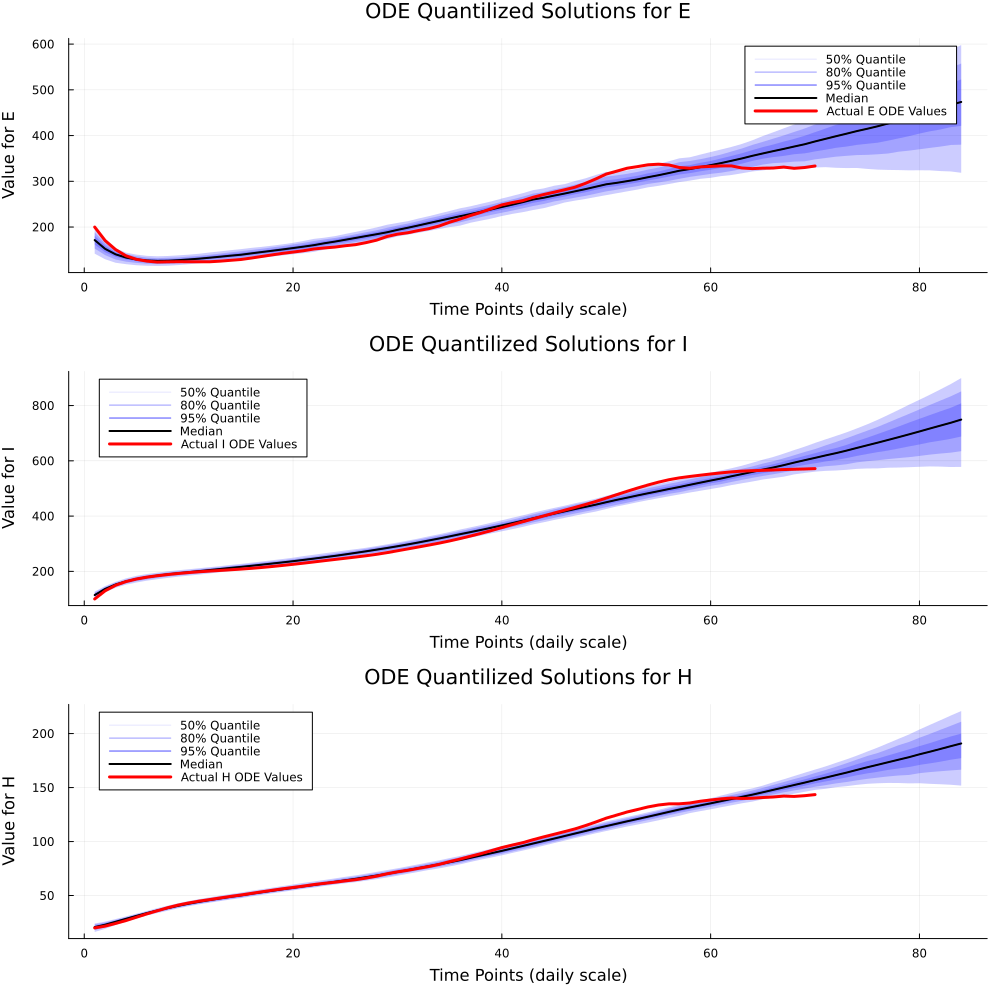 ODE Quantilized Solutions for E
600
500
400
300
200
Value for E
50% Quantile
80% Quantile
95% Quantile
Median
Actual E ODE Values
0
20
40
60
80
Time Points (daily scale)
ODE Quantilized Solutions for I
800
600
400
200
Value for I
50% Quantile
80% Quantile
95% Quantile
Median
Actual I ODE Values
0
20
40
60
80
Time Points (daily scale)
ODE Quantilized Solutions for H
200
150
100
50
Value for H
50% Quantile
80% Quantile
95% Quantile
Median
Actual H ODE Values
0
20
40
60
80
Time Points (daily scale)